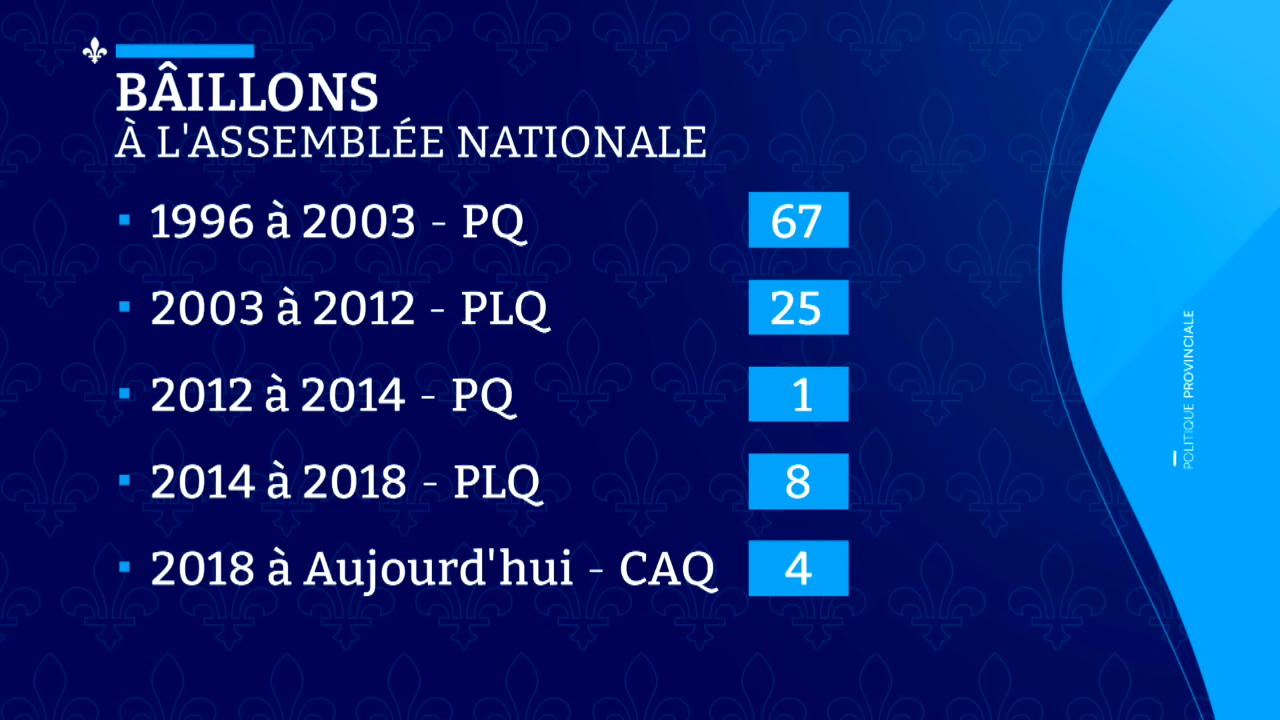 BÂILLONS
À L'ASSEMBLÉE NATIONALE
▪ 1996 à 2003 - PQ 67
▪ 2003 à 2012 - PLQ 25
▪ 2012 à 2014 - PQ 1
▪ 2014 à 2018 - PLQ 8
▪ 2018 à Aujourd'hui - CAQ 4
POLITIQUE PROVINCIALE